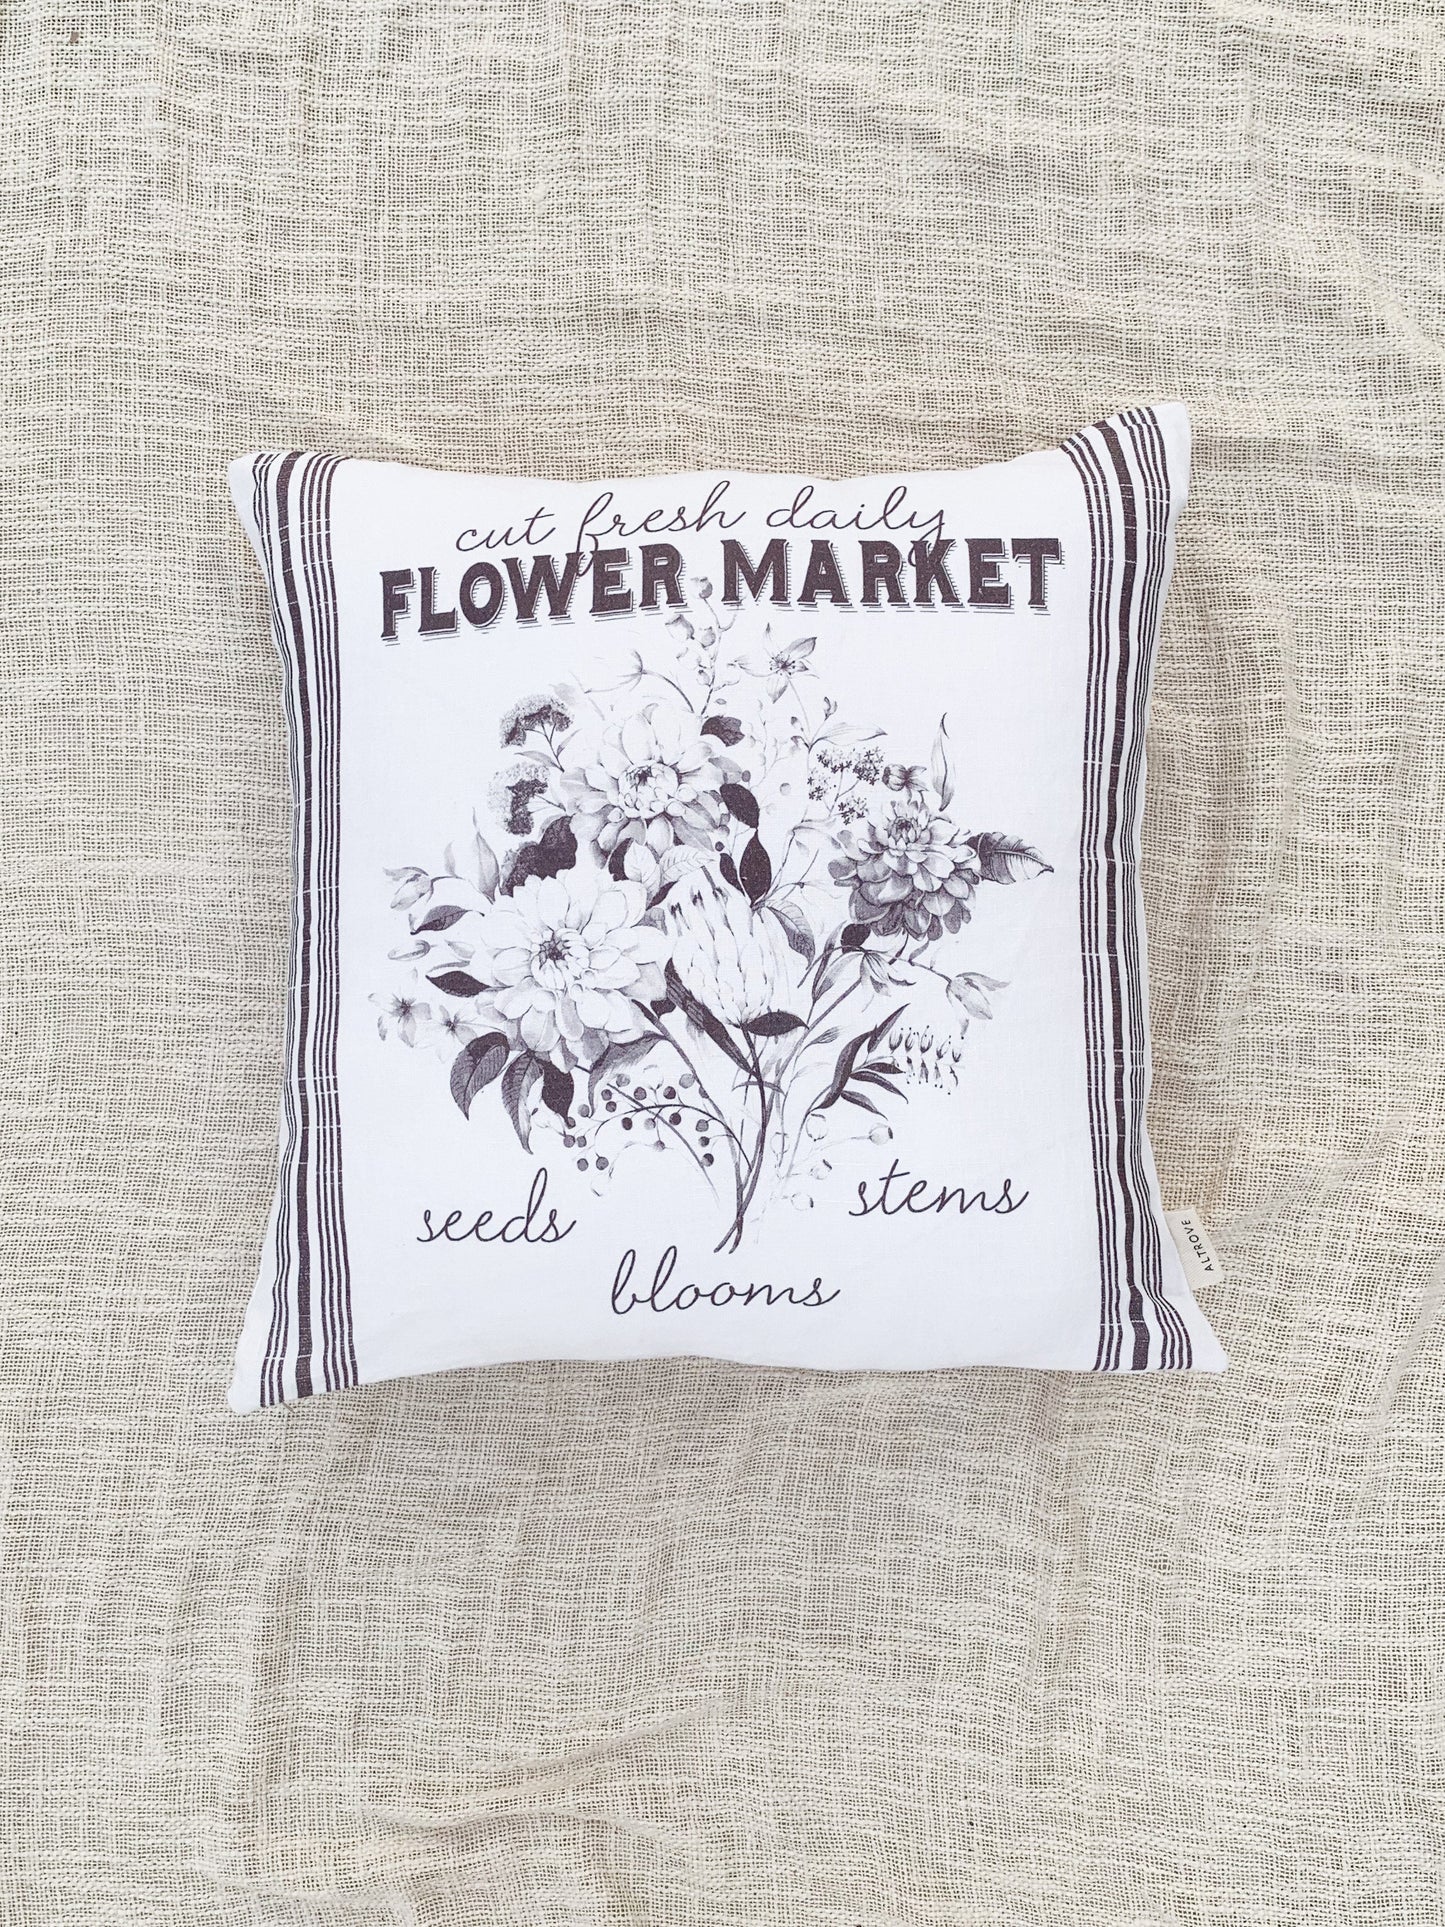 cut fresh daily
FLOWER MARKET
seeds
stems
blooms
ALTROVE